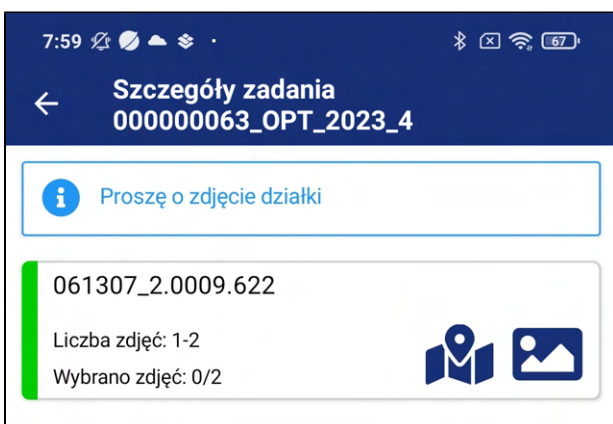 7:59
67
Szczegóły zadania
000000063_OPT_2023_4
Proszę o zdjęcie działki
061307_2.0009.622
Liczba zdjęć: 1-2
Wybrano zdjęć: 0/2